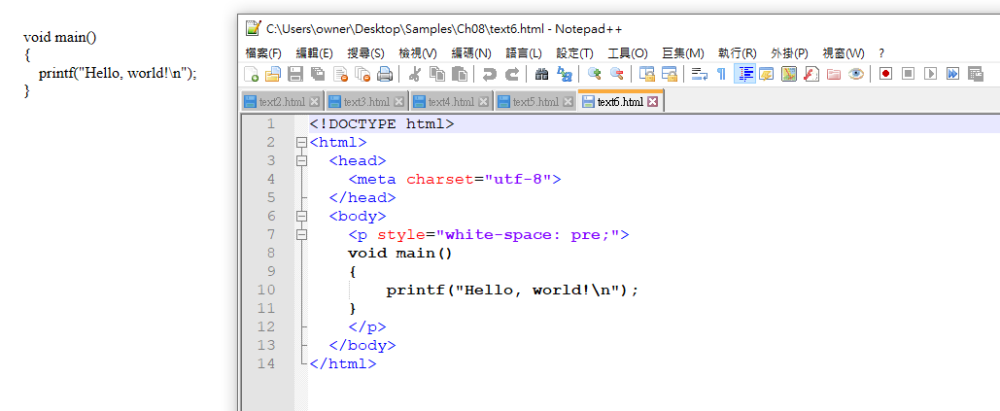 void main()
{
printf("Hello, world!\n");
}
C:\Users\owner\Desktop\Samples\Ch08\text6.html - Notepad++
檔案(F) 編輯(E) 搜尋(S) 檢視(V) 編碼(N) 語言(L) 設定(T) 工具(O) 巨集(M) 執行(R) 外掛(P) 視窗(W) ?
text2.html text3.html text4.html text5.html text6.html
1 <!DOCTYPE html>
2 <html>
3 <head>
4 <meta charset="utf-8">
5 </head>
6 <body>
7 <p style="white-space: pre;">
8 void main()
9 {
10 printf("Hello, world!\n");
11 }
12 </p>
13 </body>
14 </html>